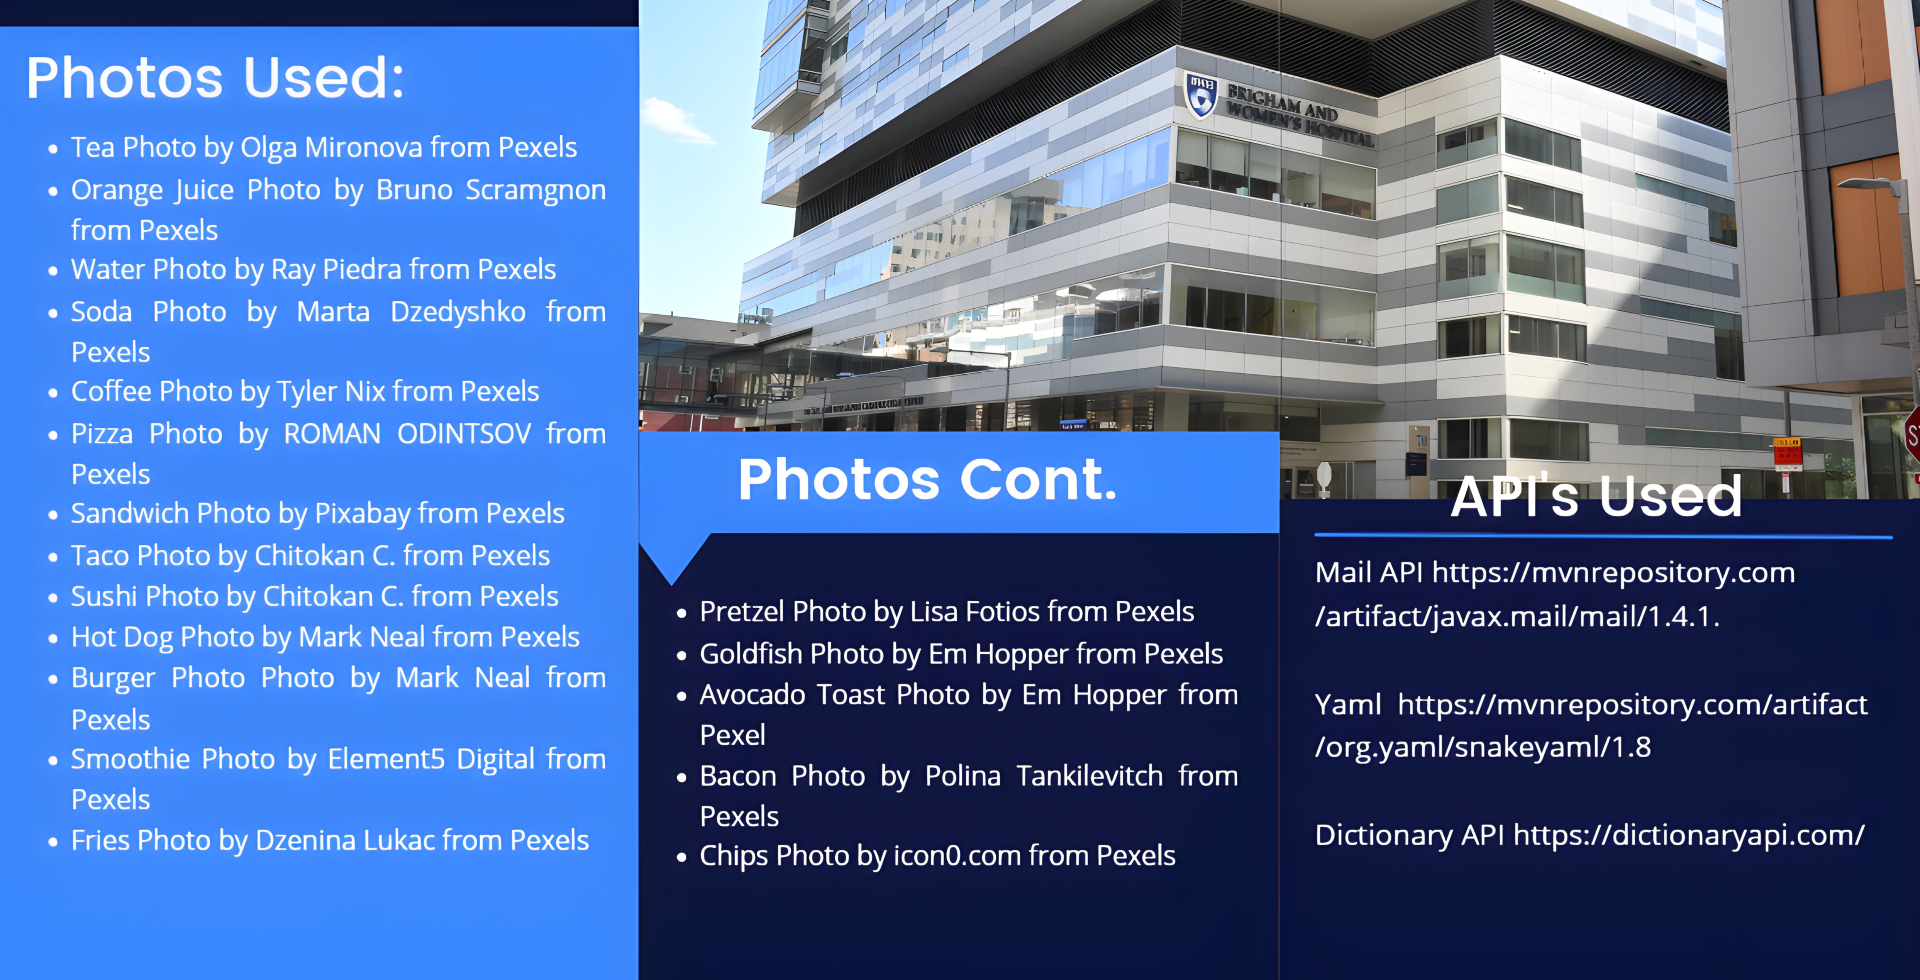 Photos Used:
Tea Photo by Olga Mironova from Pexels
Orange Juice Photo by Bruno Scramgnon
from Pexels
Water Photo by Ray Piedra from Pexels
Soda Photo by Marta Dzedyshko from
Pexels
Coffee Photo by Tyler Nix from Pexels
Pizza Photo by ROMAN ODINTSOV from
Pexels
Sandwich Photo by Pixabay from Pexels
Taco Photo by Chitokan C. from Pexels
Sushi Photo by Chitokan C. from Pexels
Hot Dog Photo by Mark Neal from Pexels
Burger Photo Photo by Mark Neal from
Pexels
Smoothie Photo by Element5 Digital from
Pexels
Fries Photo by Dzenina Lukac from Pexels
BRIGHAM AND
WOMEN'S HOSPITAL
Photos Cont.
Pretzel Photo by Lisa Fotios from Pexels
Goldfish Photo by Em Hopper from Pexels
Avocado Toast Photo by Em Hopper from
Pexel
Bacon Photo by Polina Tankilevitch from
Pexels
Chips Photo by icon0.com from Pexels
API's Used
Mail API https://mvnrepository.com
/artifact/javax.mail/mail/1.4.1.
Yaml https://mvnrepository.com/artifact
/org.yaml/snakeyaml/1.8
Dictionary API https://dictionaryapi.com/